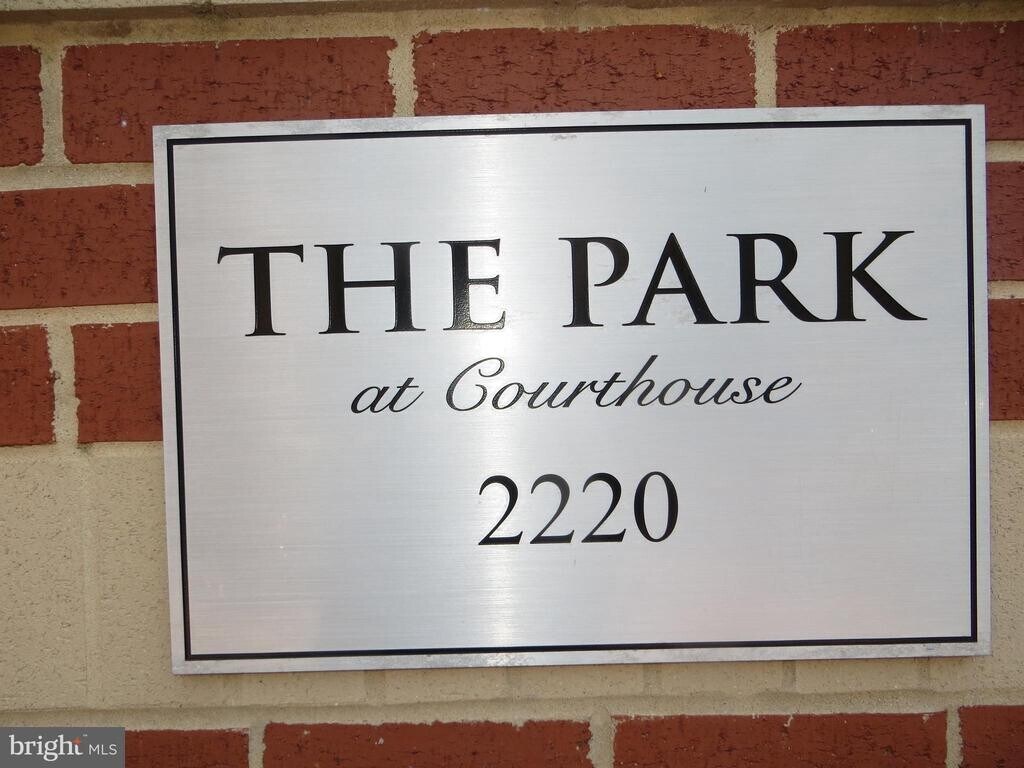 THE PARK
at Courthouse
2220
bright MLS